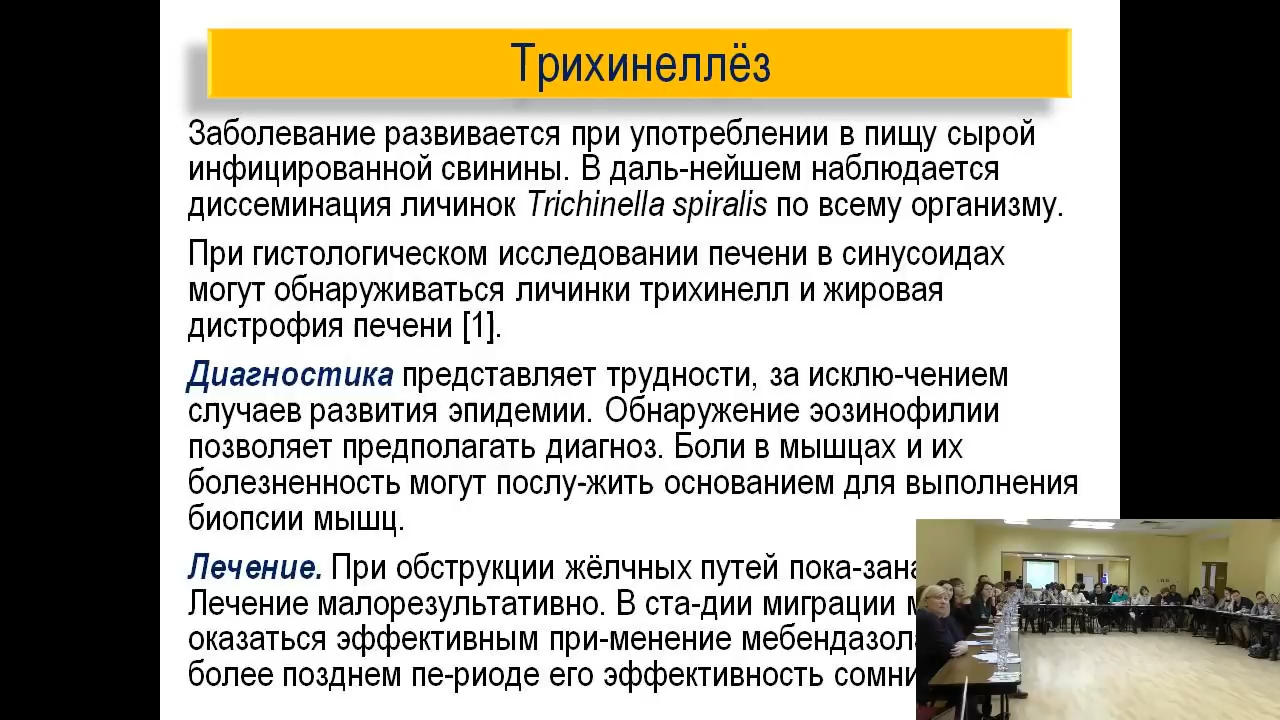 Трихинеллёз
Заболевание развивается при употреблении в пищу сырой
инфицированной свинины. В даль-нейшем наблюдается
диссеминация личинок Trichinella spiralis по всему организму.
При гистологическом исследовании печени в синусоидах
могут обнаруживаться личинки трихинелл и жировая
дистрофия печени [1].
Диагностика представляет трудности, за исклю-чением
случаев развития эпидемии. Обнаружение эозинофилии
позволяет предполагать диагноз. Боли в мышцах и их
болезненность могут послу-жить основанием для выполнения
биопсии мышц.
Лечение. При обструкции жёлчных путей пока-зана
Лечение малорезультативно. В ста-дии миграции
оказаться эффективным при-менение
более позднем пе-риоде его эффективность